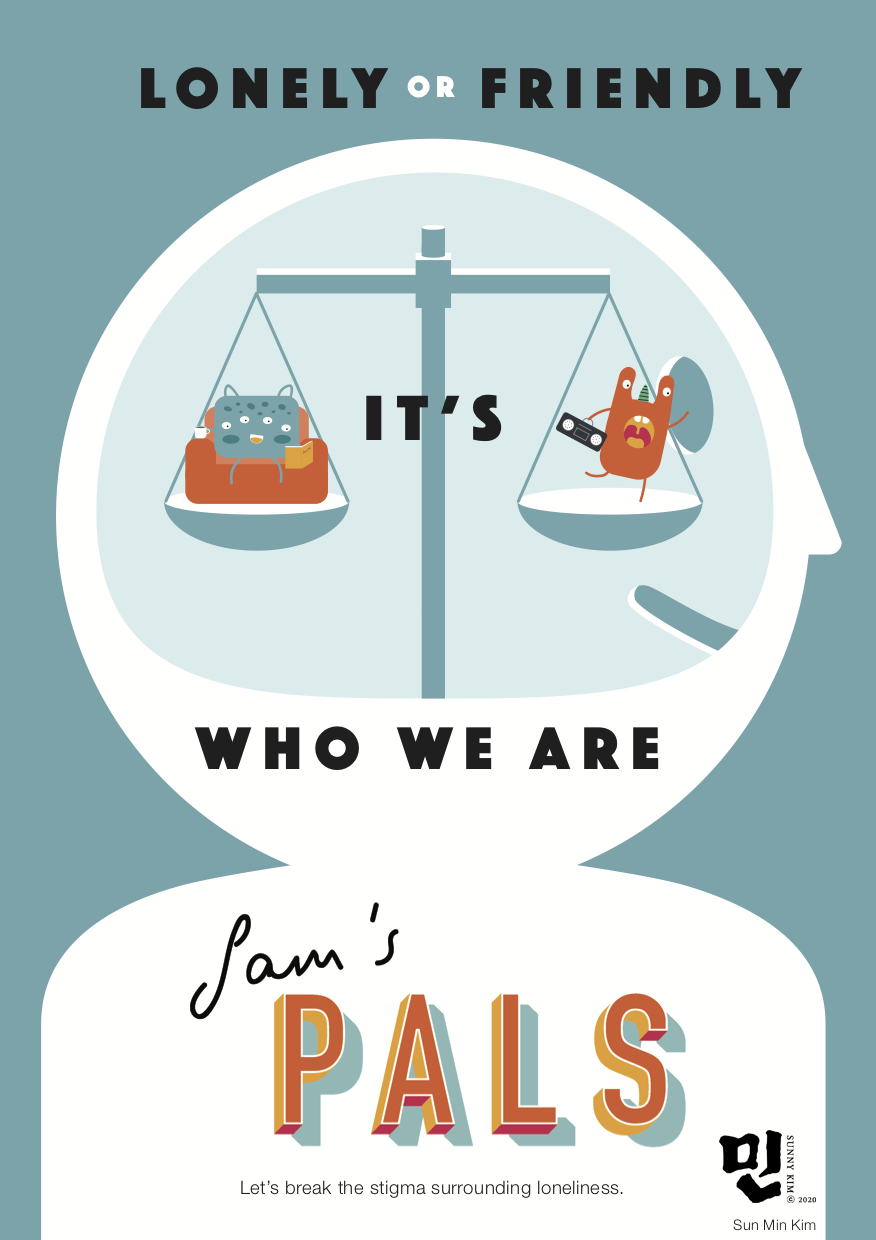 LONELY OR FRIENDLY
IT'S
WHO WE ARE
Sam's
PALS
Let's break the stigma surrounding loneliness.
민
SUNNY KIM
© 2020
Sun Min Kim